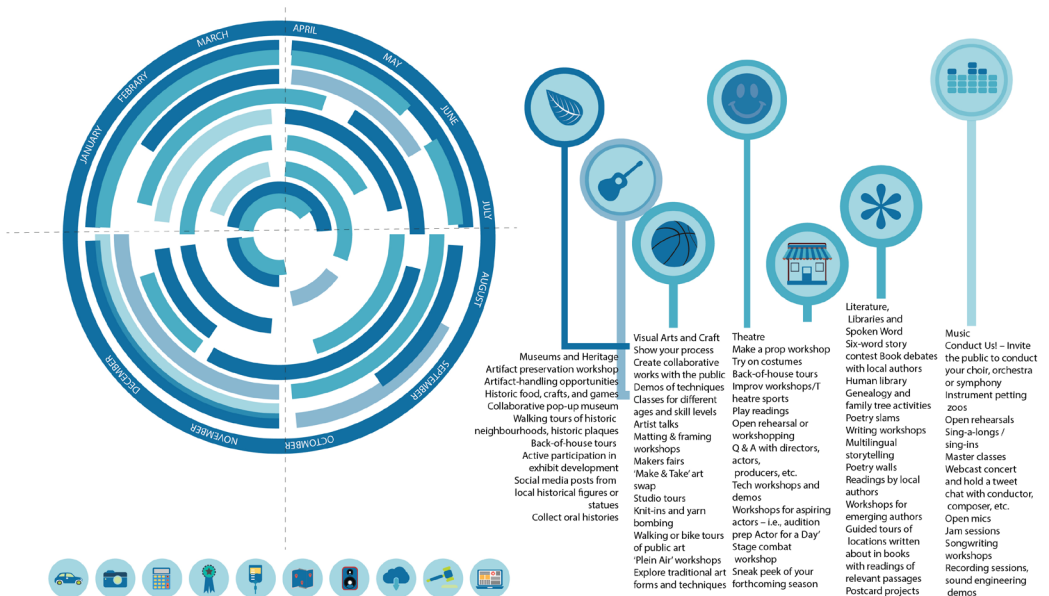 JANUARY
FEBRARY
MARCH
APRIL
MAY
JUNE
JULY
AUGUST
SEPTEMBER
OCTOMBER
NOVEMBER
DECEMBER
Museums and Heritage
Artifact preservation workshop
Artifact-handling opportunities
Historic food, crafts, and games
Collaborative pop-up museum
Walking tours of historic
neighbourhoods, historic plaques
Back-of-house tours
Active participation in
exhibit development
Social media posts from
local historical figures or
statues
Collect oral histories
Visual Arts and Craft
Show your process
Create collaborative
works with the public
Demos of techniques
Classes for different
ages and skill levels
Artist talks
Matting & framing
workshops
Makers fairs
'Make & Take' art
swap
Studio tours
Knit-ins and yarn
bombing
Walking or bike tours
of public art
'Plein Air' workshops
Explore traditional art
forms and techniques
Theatre
Make a prop workshop
Try on costumes
Back-of-house tours
Improv workshops/T
heatre sports
Play readings
Open rehearsal or
workshopping
Q & A with directors,
actors,
producers, etc.
Tech workshops and
demos
Workshops for aspiring
actors – i.e., audition
prep Actor for a Day'
Stage combat
workshop
Sneak peek of your
forthcoming season
Literature,
Libraries and
Spoken Word
Six-word story
contest Book debates
with local authors
Human library
Genealogy and
family tree activities
Poetry slams
Writing workshops
Multilingual
storytelling
Poetry walls
Readings by local
authors
Workshops for
emerging authors
Guided tours of
locations written
about in books
with readings of
relevant passages
Postcard projects
Music
Conduct Us! – Invite
the public to conduct
your choir, orchestra
or symphony
Instrument petting
zoos
Open rehearsals
Sing-a-longs /
sing-ins
Master classes
Webcast concert
and hold a tweet
chat with conductor,
composer, etc.
Open mics
Jam sessions
Songwriting
workshops
Recording sessions,
sound engineering
demos